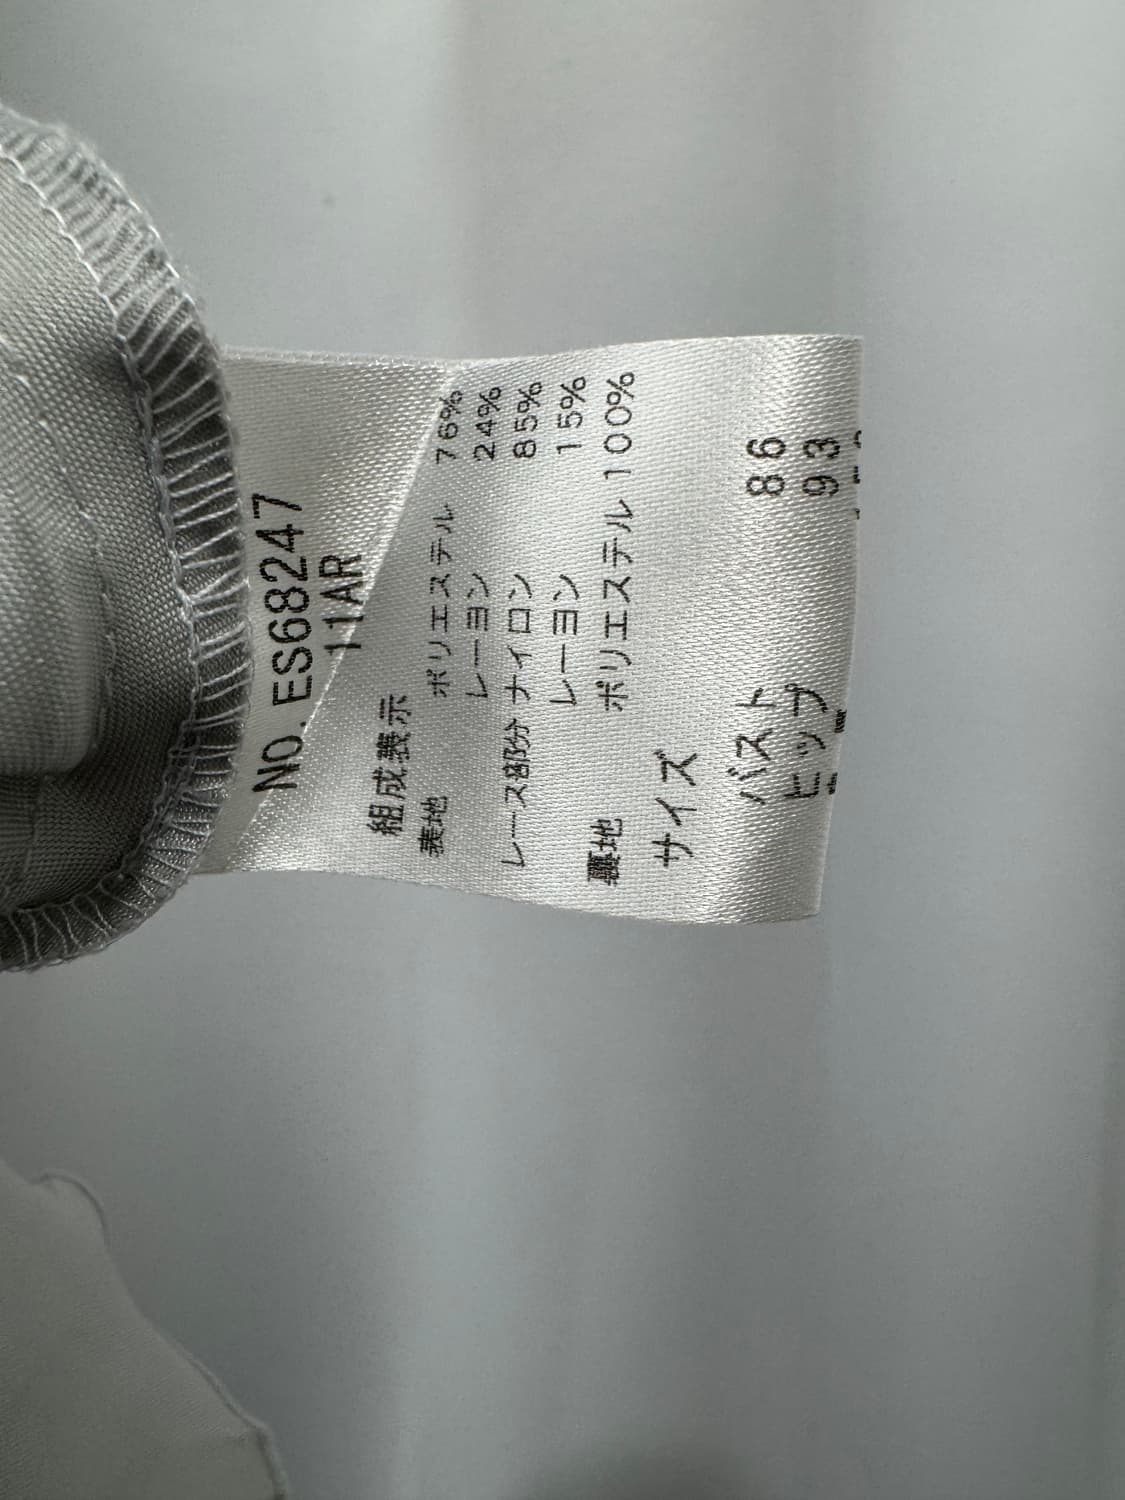 NO. ES68247
11AR
組成表示
表地 ポリエステル 76%
レーヨン 24%
レース部分 ナイロン 85%
レーヨン 15%
裏地 ポリエステル 100%
サイズ
バスト 86
ヒップ 93